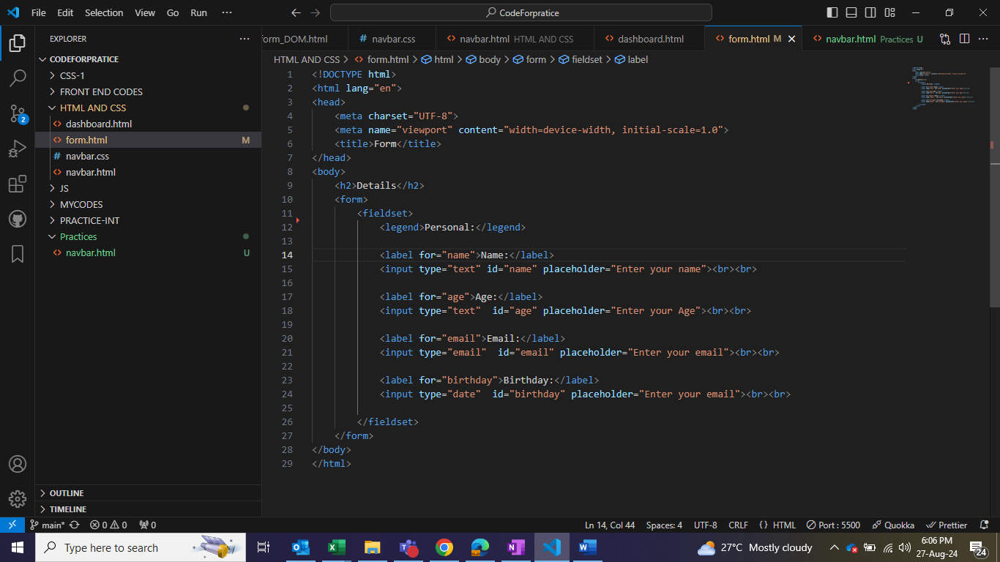 File Edit Selection View Go Run ··· CodeForpratice
EXPLORER ···
CODEFORPRATICE
CSS-1
FRONT END CODES
HTML AND CSS
dashboard.html
form.html M
navbar.css
navbar.html
JS
MYCODES
PRACTICE-INT
Practices
navbar.html U
OUTLINE
TIMELINE
2
form_DOM.html # navbar.css navbar.html HTML AND CSS dashboard.html form.html M navbar.html Practices U ···
HTML AND CSS > form.html > html > body > form > fieldset > label
1 <!DOCTYPE html>
2 <html lang="en">
3 <head>
4 <meta charset="UTF-8">
5 <meta name="viewport" content="width=device-width, initial-scale=1.0">
6 <title>Form</title>
7 </head>
8 <body>
9 <h2>Details</h2>
10 <form>
11 <fieldset>
12 <legend>Personal:</legend>
13
14 <label for="name">Name:</label>
15 <input type="text" id="name" placeholder="Enter your name"><br><br>
16
17 <label for="age">Age:</label>
18 <input type="text"  id="age" placeholder="Enter your Age"><br><br>
19
20 <label for="email">Email:</label>
21 <input type="email"  id="email" placeholder="Enter your email"><br><br>
22
23 <label for="birthday">Birthday:</label>
24 <input type="date"  id="birthday" placeholder="Enter your email"><br><br>
25
26 </fieldset>
27 </form>
28 </body>
29 </html>
main* 0 0 0 Ln 14, Col 44 Spaces: 4 UTF-8 CRLF {} HTML Port : 5500 Quokka Prettier
Type here to search 27°C Mostly cloudy 6:06 PM
27-Aug-24 24